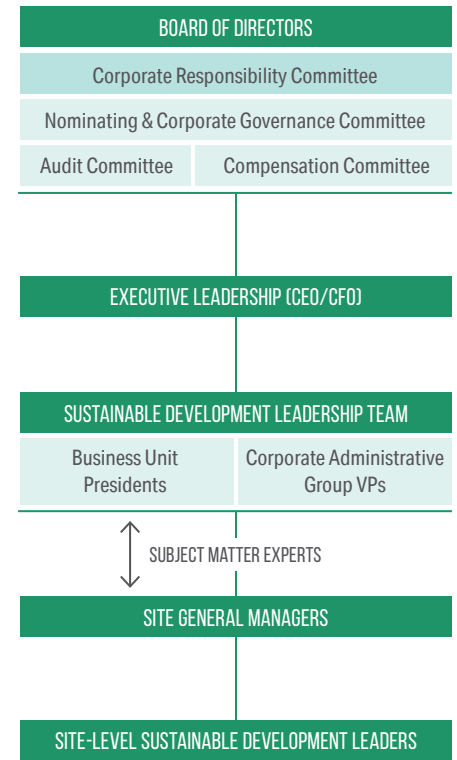 BOARD OF DIRECTORS
Corporate Responsibility Committee
Nominating & Corporate Governance Committee
Audit Committee
Compensation Committee
EXECUTIVE LEADERSHIP (CEO/CFO)
SUSTAINABLE DEVELOPMENT LEADERSHIP TEAM
Business Unit
Presidents
Corporate Administrative
Group VPs
SUBJECT MATTER EXPERTS
SITE GENERAL MANAGERS
SITE-LEVEL SUSTAINABLE DEVELOPMENT LEADERS